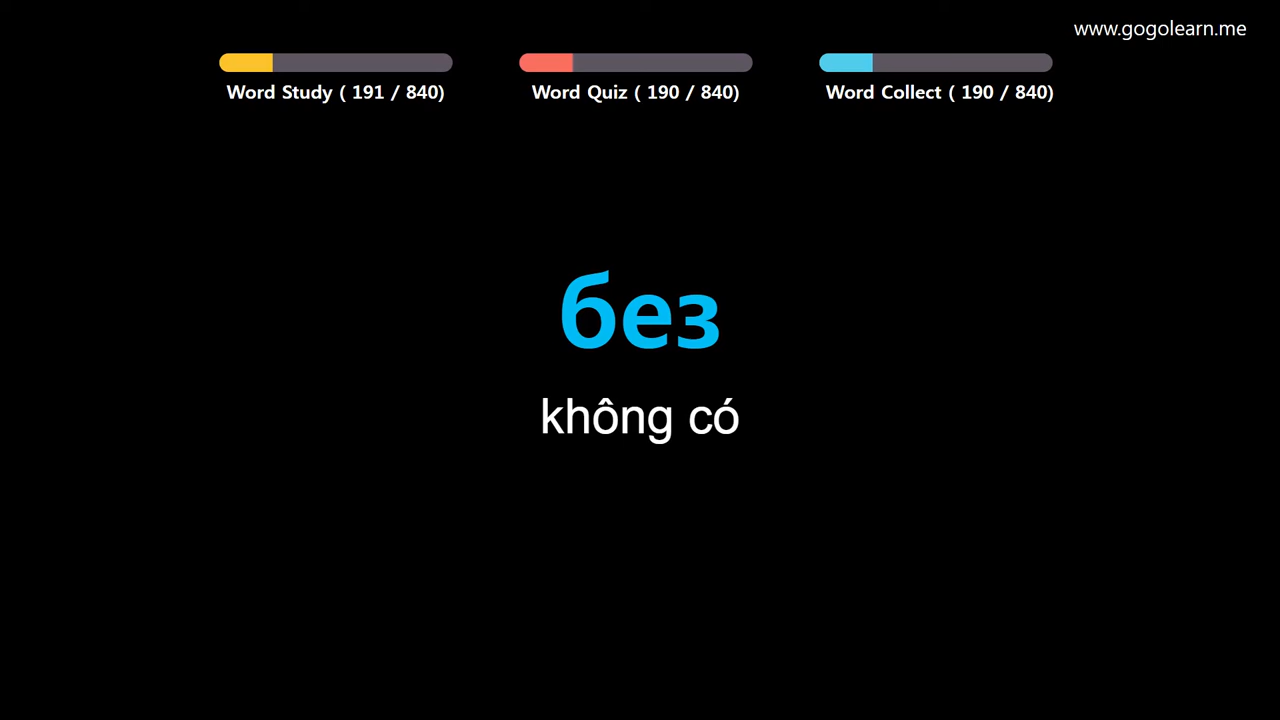 www.gogolearn.me
Word Study ( 191 / 840)
Word Quiz ( 190 / 840)
Word Collect ( 190 / 840)
без
không có